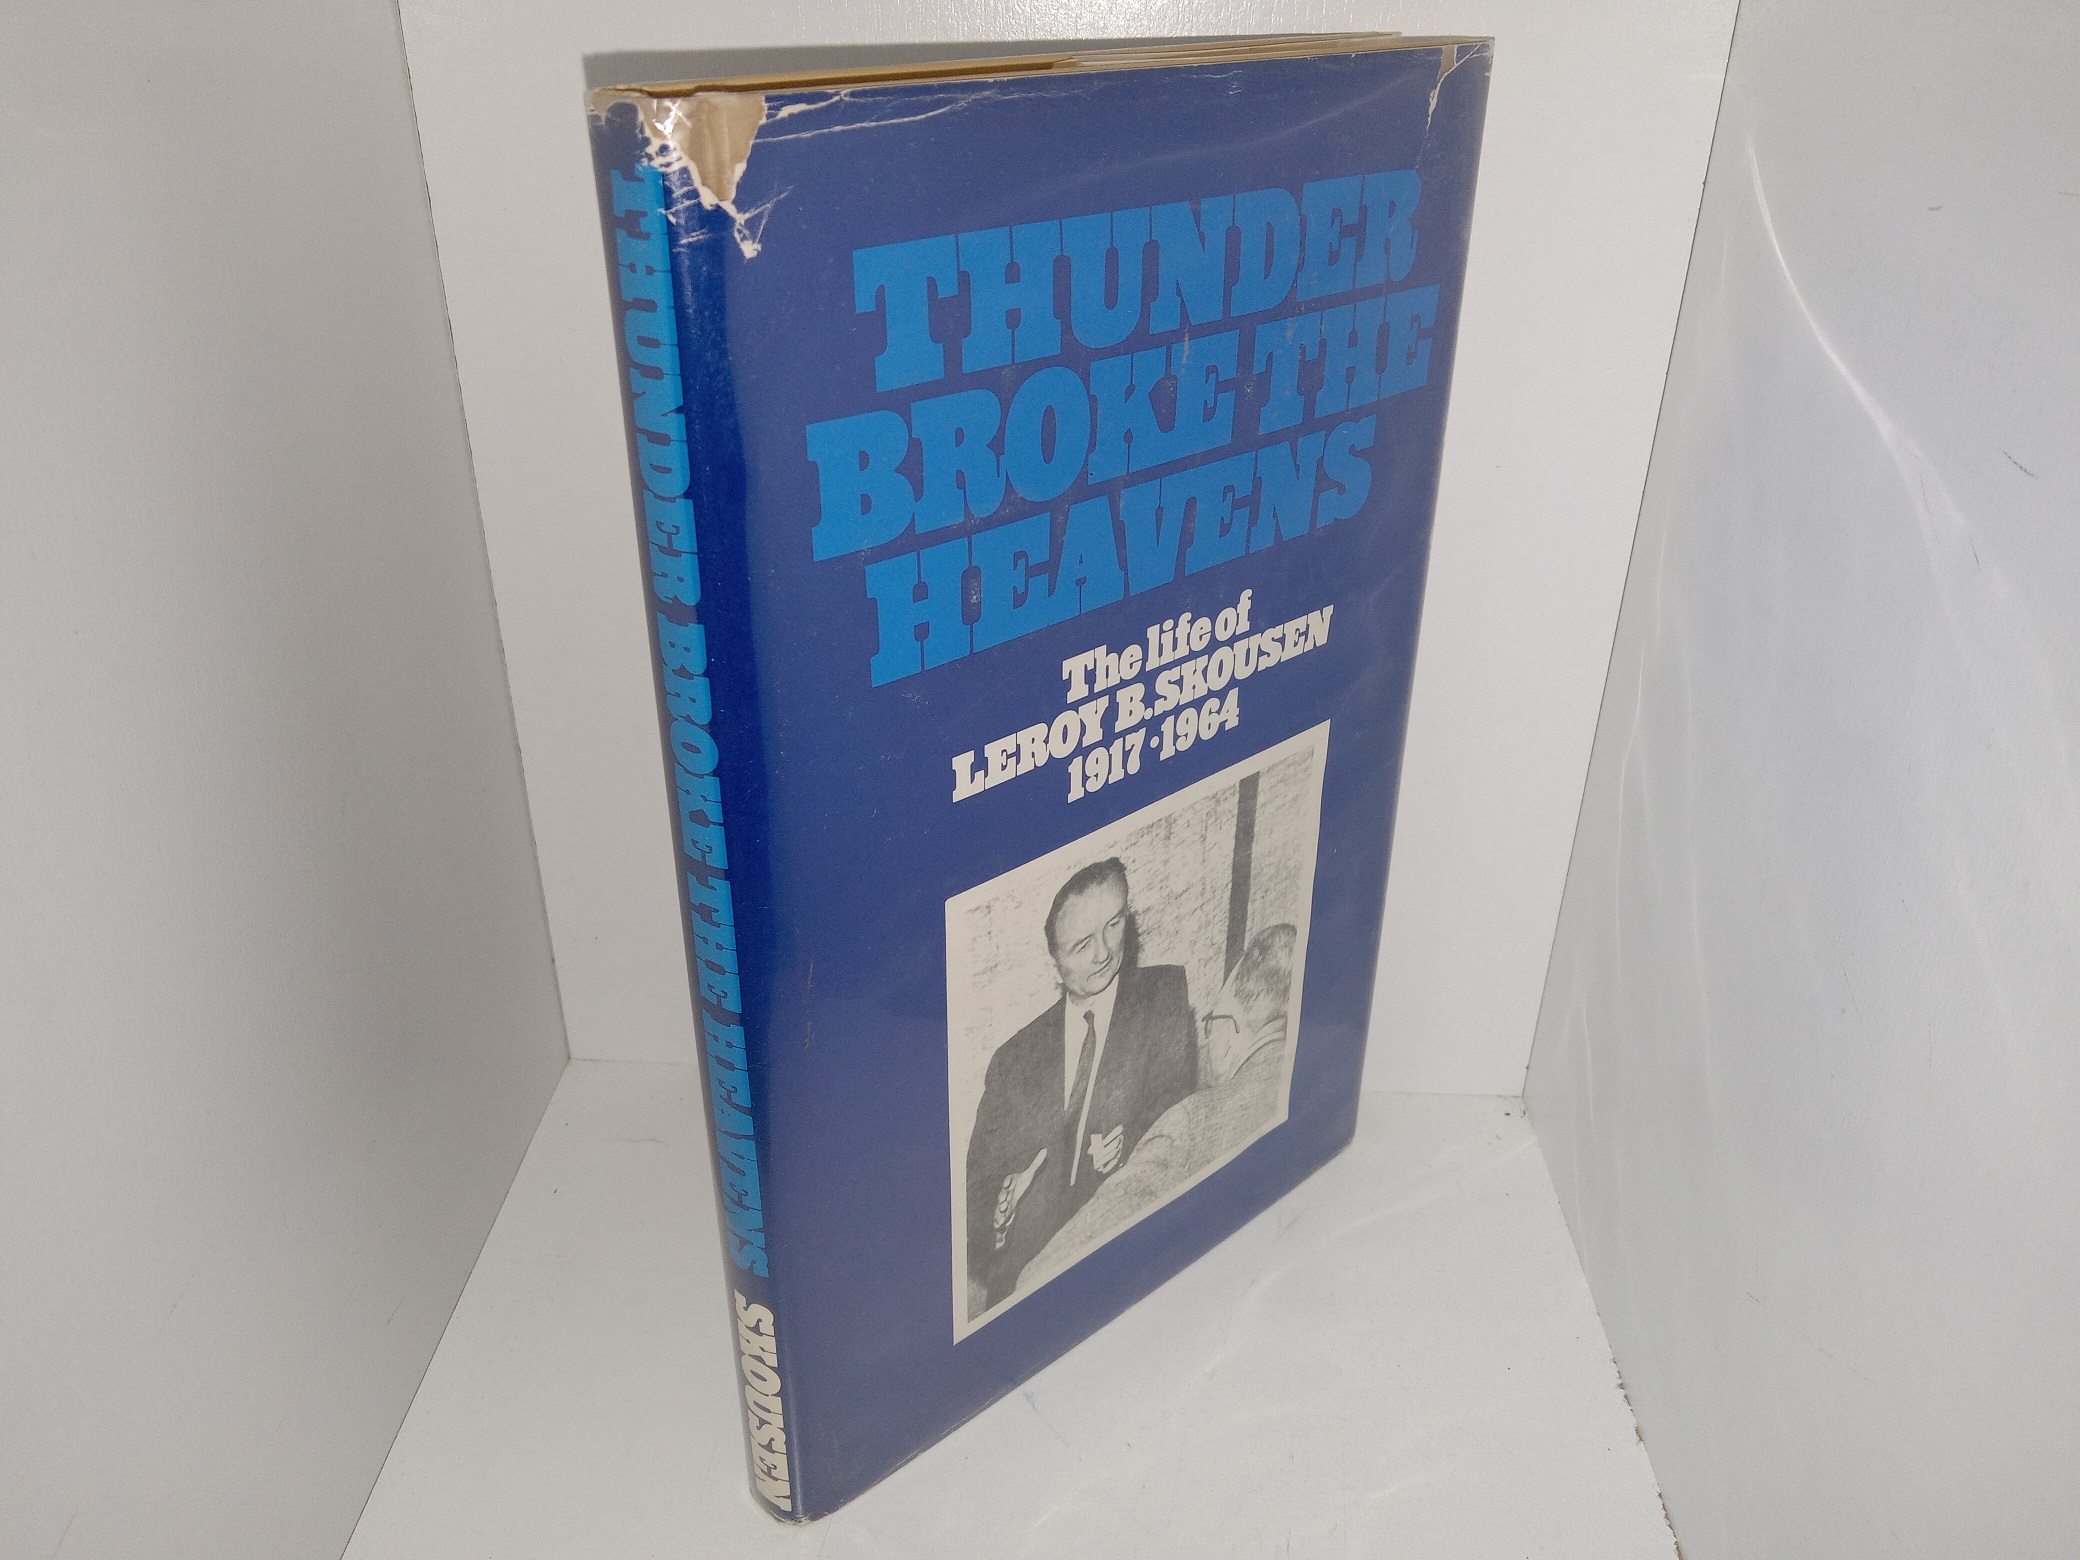 THUNDER BROKE THE HEAVENS SKOUSEN
THUNDER
BROKE THE
HEAVENS
The life of
LEROY B. SKOUSEN
1917·1964